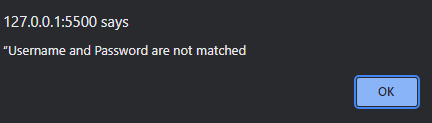 127.0.0.1:5500 says
“Username and Password are not matched
OK